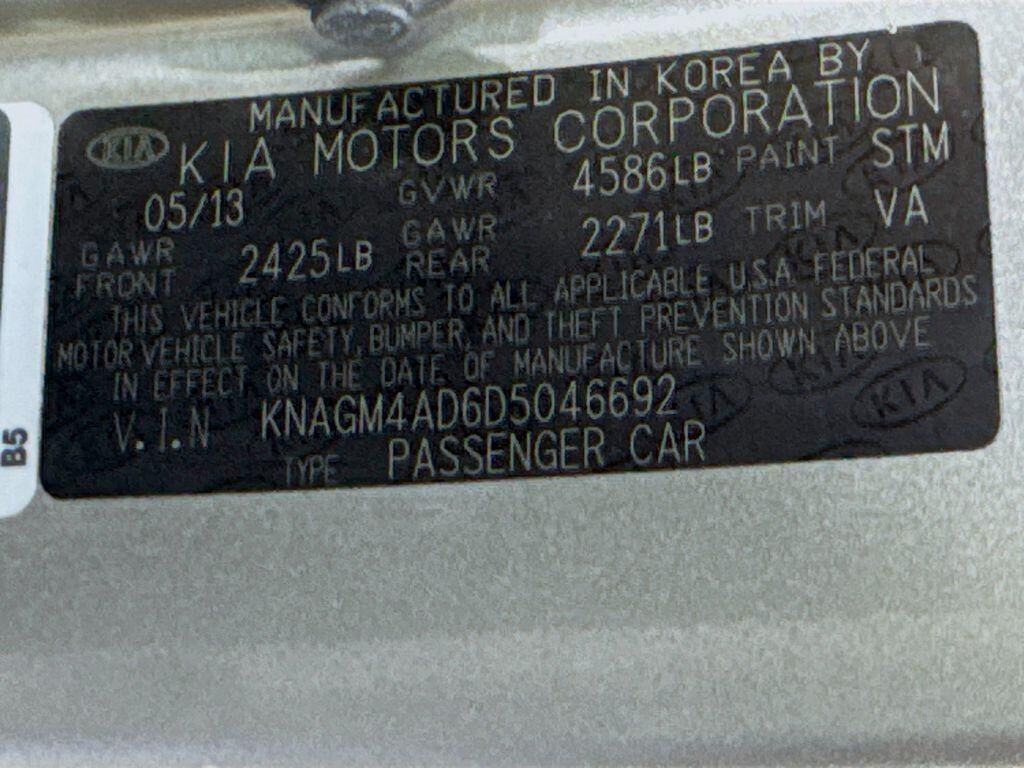 MANUFACTURED IN KOREA BY
KIA KIA MOTORS CORPORATION
05/13 GVWR 4586LB PAINT STM
GAWR FRONT 2425LB GAWR REAR 2271LB TRIM VA
THIS VEHICLE CONFORMS TO ALL APPLICABLE U.S.A. FEDERAL
MOTOR VEHICLE SAFETY, BUMPER, AND THEFT PREVENTION STANDARDS
IN EFFECT ON THE DATE OF MANUFACTURE SHOWN ABOVE
V.I.N KNAGM4AD6D5046692
TYPE PASSENGER CAR
KIA
B5